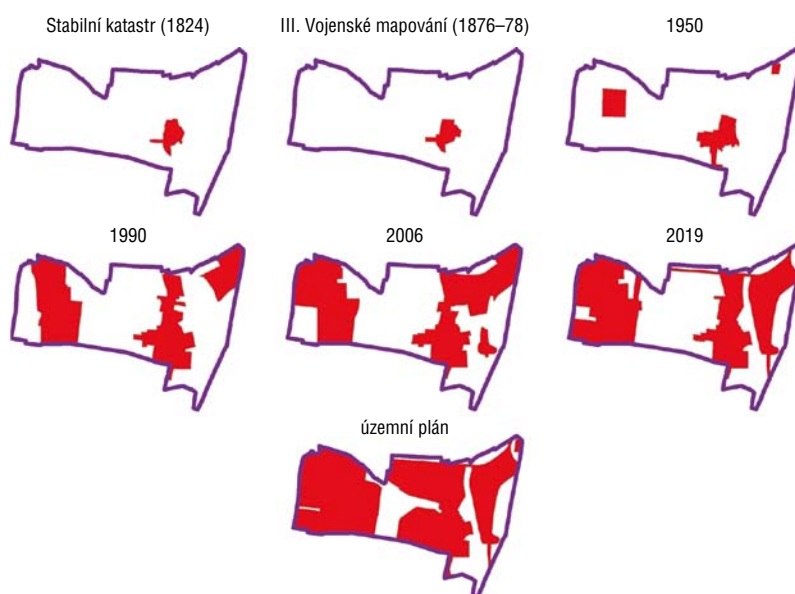 Stabilní katastr (1824)
III. Vojenské mapování (1876–78)
1950
1990
2006
2019
územní plán